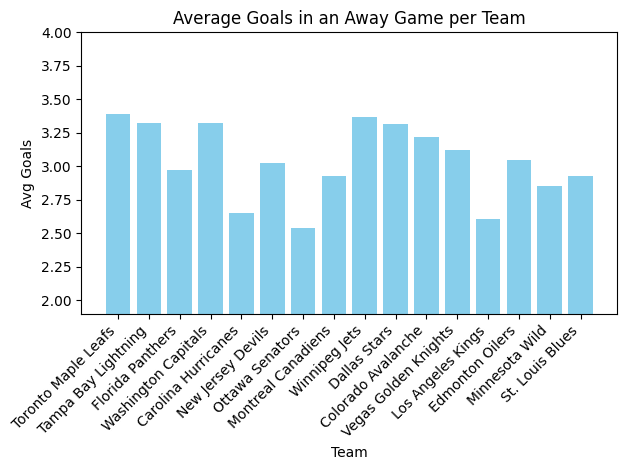 Average Goals in an Away Game per Team
4.00
3.75
3.50
3.25
3.00
2.75
2.50
2.25
2.00
Avg Goals
Toronto Maple Leafs
Tampa Bay Lightning
Florida Panthers
Washington Capitals
Carolina Hurricanes
New Jersey Devils
Ottawa Senators
Montreal Canadiens
Winnipeg Jets
Dallas Stars
Colorado Avalanche
Vegas Golden Knights
Los Angeles Kings
Edmonton Oilers
Minnesota Wild
St. Louis Blues
Team